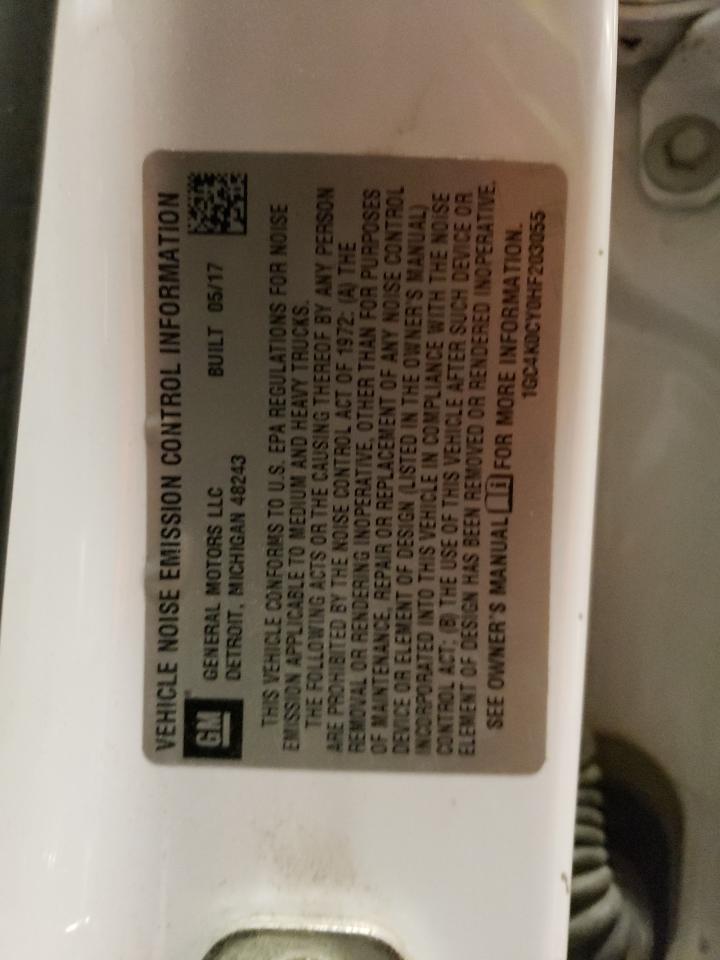 VEHICLE NOISE EMISSION CONTROL INFORMATION
GM
GENERAL MOTORS LLC BUILT 05/17
DETROIT, MICHIGAN 48243
THIS VEHICLE CONFORMS TO U.S. EPA REGULATIONS FOR NOISE
EMISSION APPLICABLE TO MEDIUM AND HEAVY TRUCKS.
THE FOLLOWING ACTS OR THE CAUSING THEREOF BY ANY PERSON
ARE PROHIBITED BY THE NOISE CONTROL ACT OF 1972: (A) THE
REMOVAL OR RENDERING INOPERATIVE, OTHER THAN FOR PURPOSES
OF MAINTENANCE, REPAIR OR REPLACEMENT OF ANY NOISE CONTROL
DEVICE OR ELEMENT OF DESIGN (LISTED IN THE OWNER'S MANUAL)
INCORPORATED INTO THIS VEHICLE IN COMPLIANCE WITH THE NOISE
CONTROL ACT; (B) THE USE OF THIS VEHICLE AFTER SUCH DEVICE OR
ELEMENT OF DESIGN HAS BEEN REMOVED OR RENDERED INOPERATIVE.
SEE OWNER'S MANUAL FOR MORE INFORMATION.
1GC4K0CY0HF203055